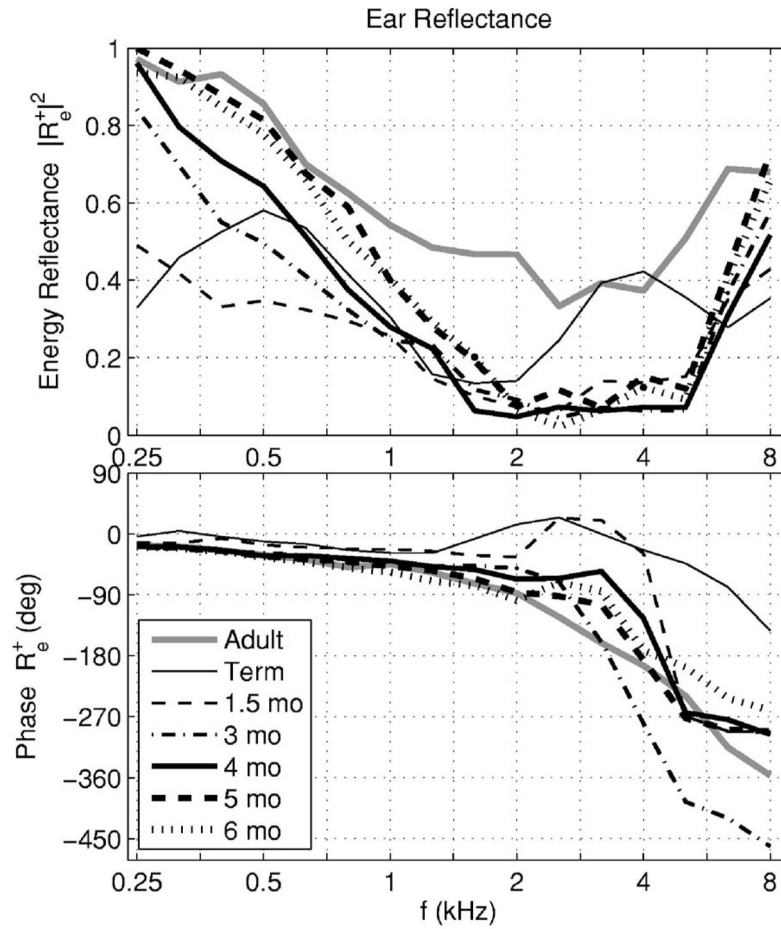 Ear Reflectance
Energy Reflectance |R_e^+|^2
1
0.8
0.6
0.4
0.2
0
0.25 0.5 1 2 4 8
Phase R_e^+ (deg)
90
0
−90
−180
−270
−360
−450
Adult
Term
1.5 mo
3 mo
4 mo
5 mo
6 mo
0.25 0.5 1 2 4 8
f (kHz)